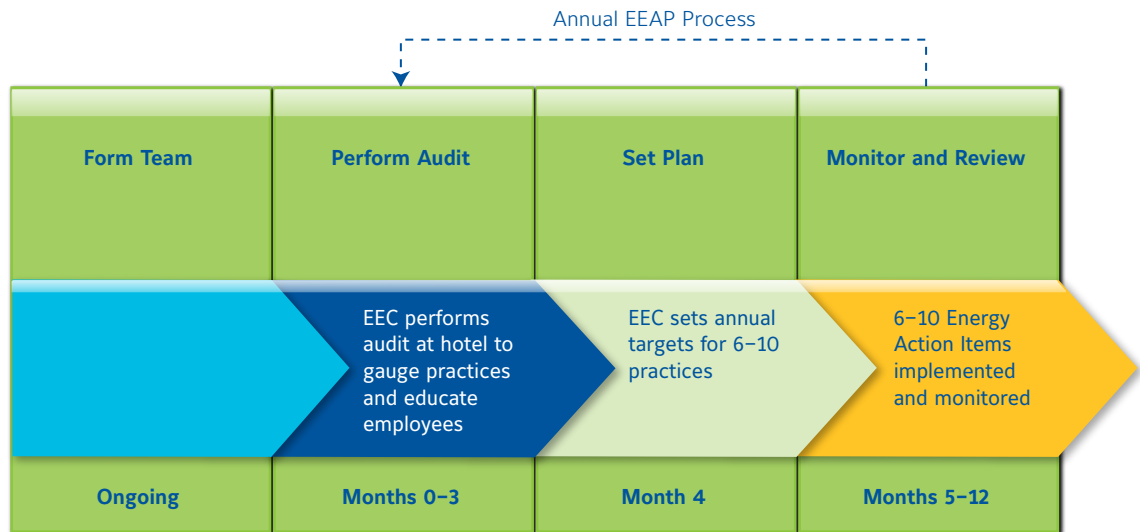 Annual EEAP Process
Form Team
Perform Audit
Set Plan
Monitor and Review
EEC performs
audit at hotel to
gauge practices
and educate
employees
EEC sets annual
targets for 6–10
practices
6–10 Energy
Action Items
implemented
and monitored
Ongoing
Months 0–3
Month 4
Months 5–12